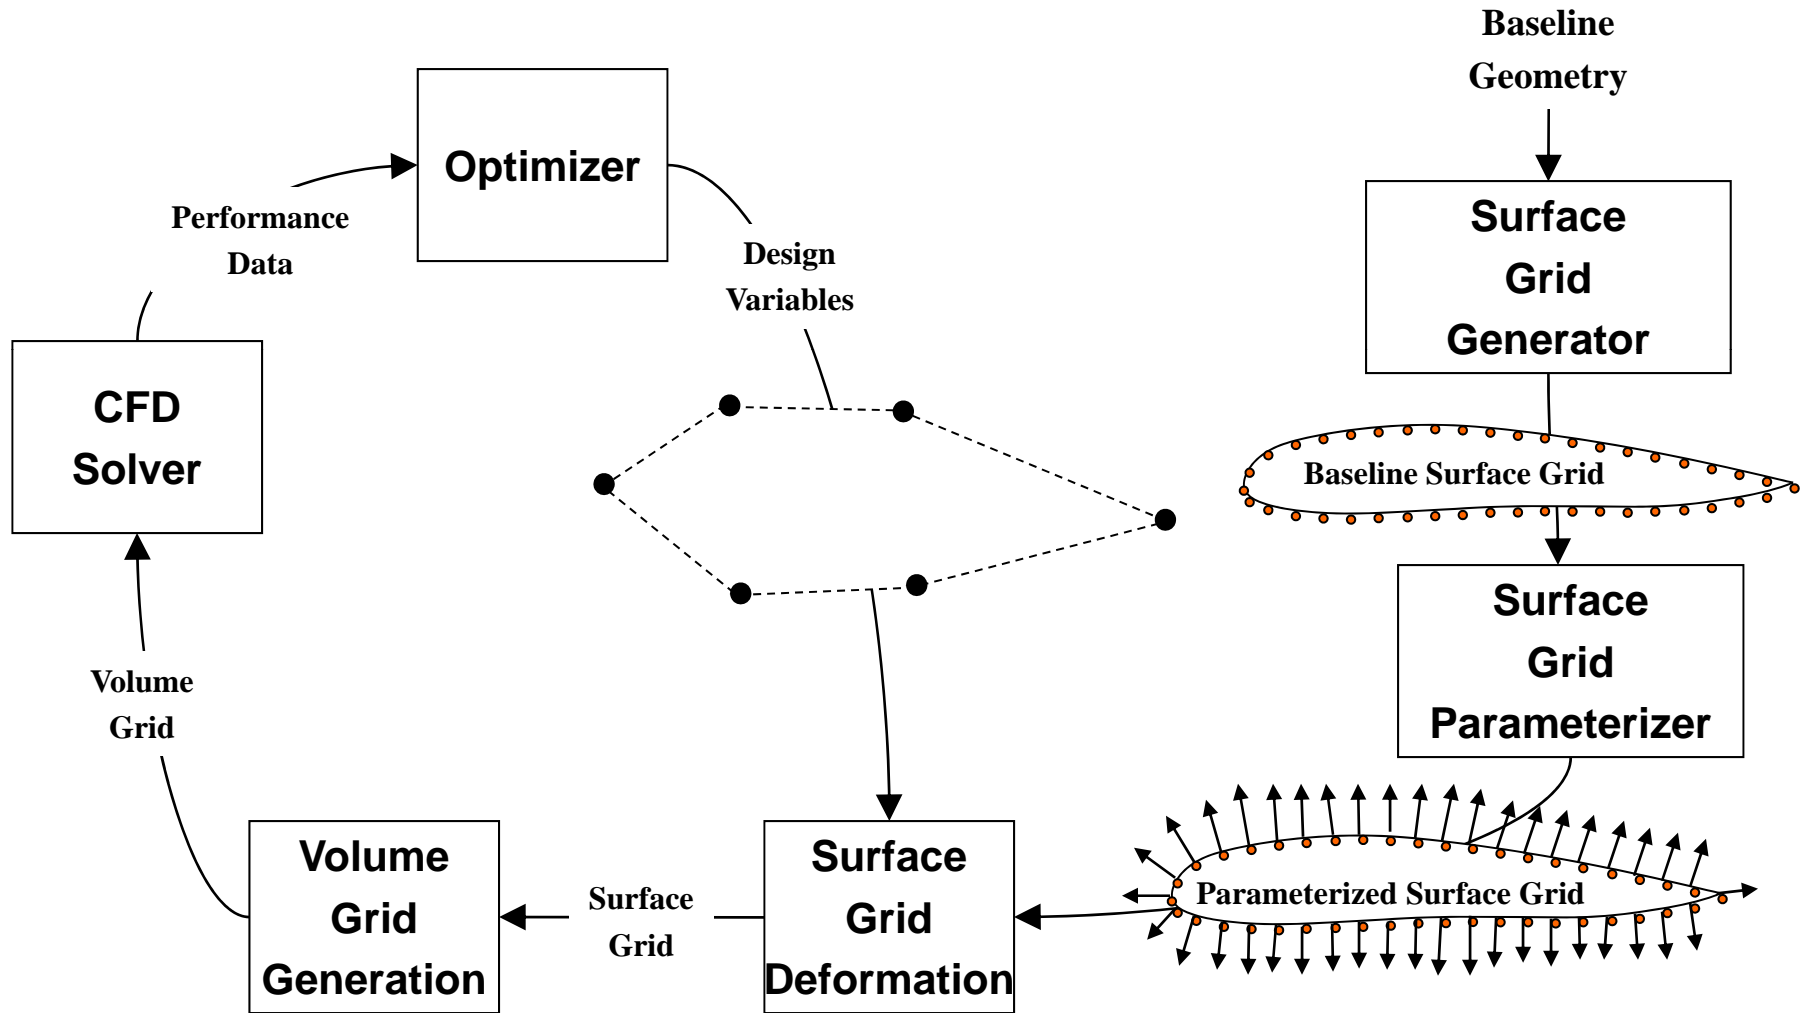 Baseline
Geometry
Optimizer
Performance
Data
Design
Variables
Surface
Grid
Generator
CFD
Solver
Baseline Surface Grid
Surface
Grid
Parameterizer
Volume
Grid
Volume
Grid
Generation
Surface
Grid
Surface
Grid
Deformation
Parameterized Surface Grid